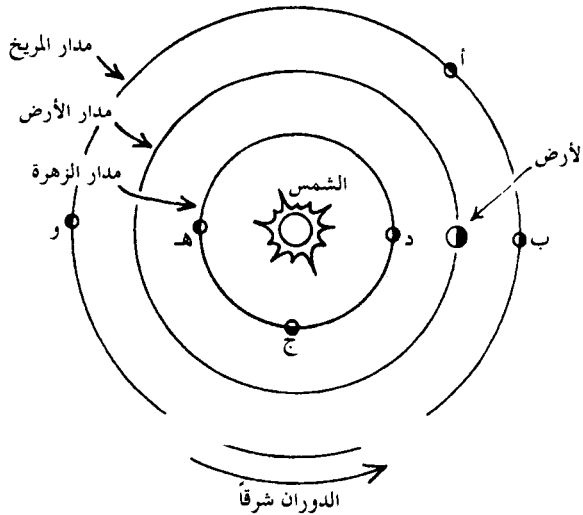 مدار المريخ
أ
مدار الأرض
لأرض
مدار الزهرة
الشمس
و
هـ
د
ب
ج
الدوران شرقاً